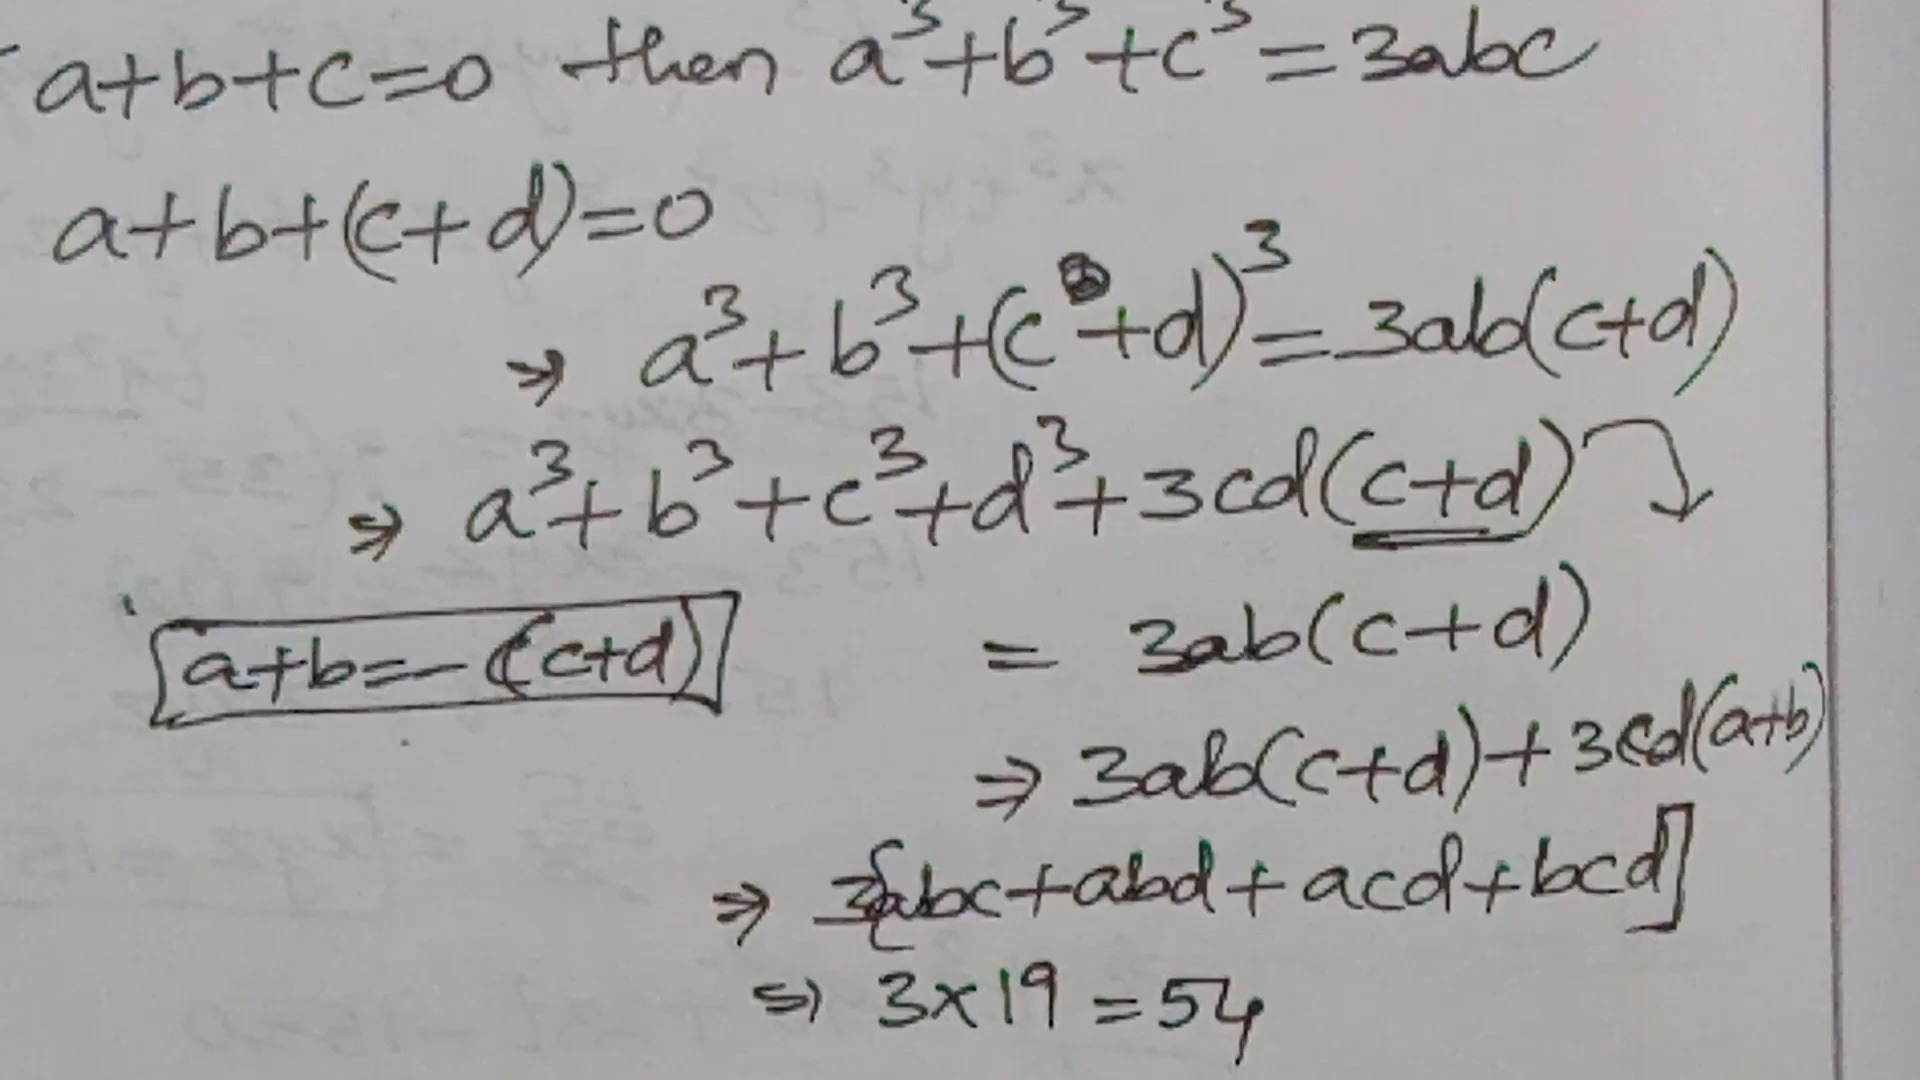 a+b+c=0 then a³+b³+c³=3abc
a+b+(c+d)=0
⇒ a³+b³+(c+d)³=3ab(c+d)
⇒ a³+b³+c³+d³+3cd(c+d)
[a+b=-(c+d)] = 3ab(c+d)
⇒ 3ab(c+d)+3cd(a+b)
⇒ 3[abc+abd+acd+bcd]
⇒ 3×19=54